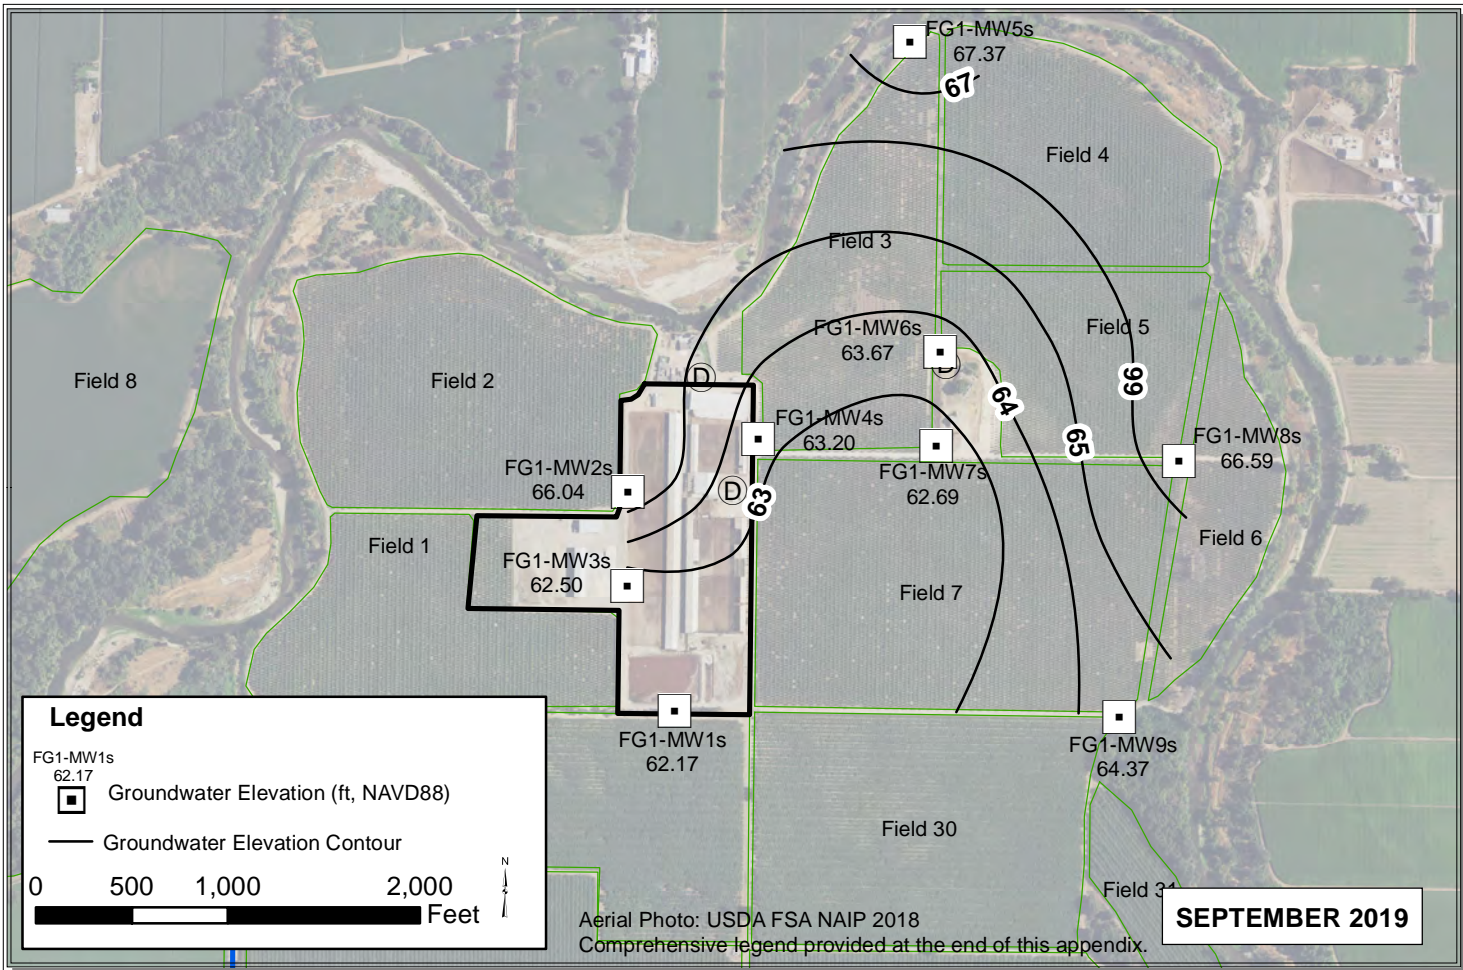 FG1-MW5s
67.37
67
Field 4
Field 3
FG1-MW6s
63.67
D
Field 5
Field 8
Field 2
D
66
64
65
FG1-MW4s
63.20
FG1-MW8s
66.59
FG1-MW2s
66.04
FG1-MW7s
62.69
D
63
Field 1
Field 6
FG1-MW3s
62.50
Field 7
FG1-MW1s
62.17
FG1-MW9s
64.37
Field 30
Field 31
Legend
FG1-MW1s
62.17
Groundwater Elevation (ft, NAVD88)
Groundwater Elevation Contour
N
0 500 1,000 2,000
Feet
Aerial Photo: USDA FSA NAIP 2018
Comprehensive legend provided at the end of this appendix.
SEPTEMBER 2019